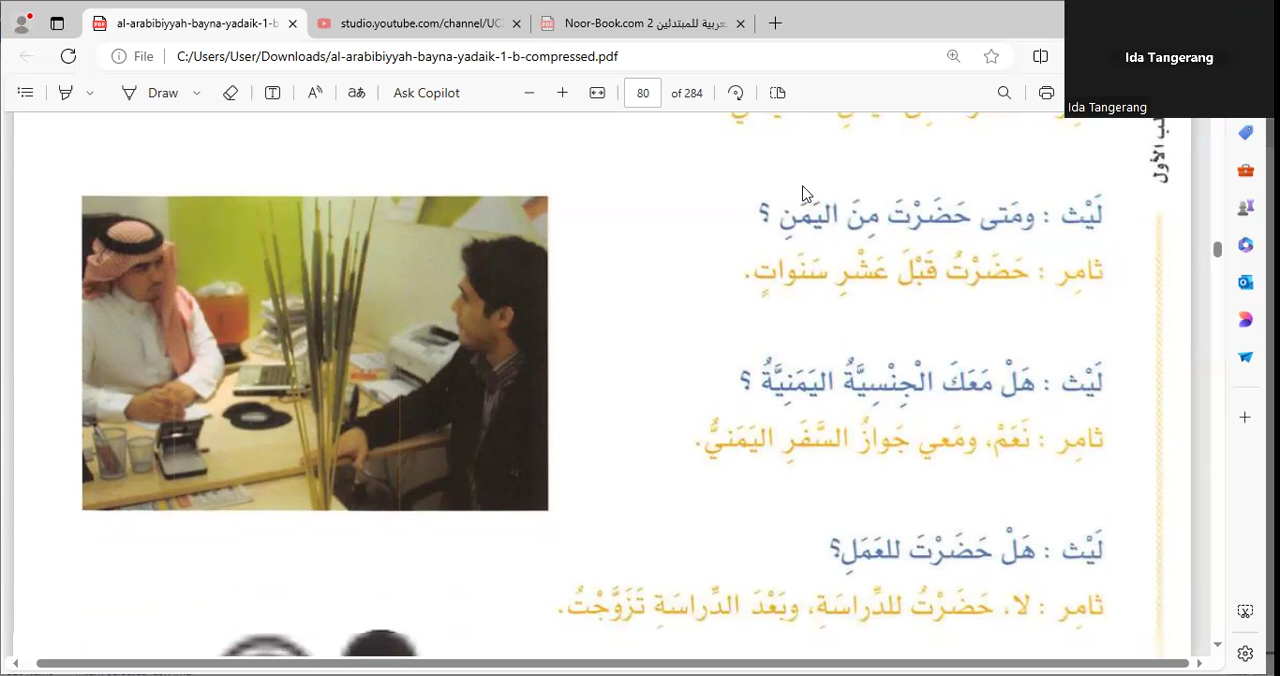 al-arabibiyyah-bayna-yadaik-1-b-
studio.youtube.com/channel/UC
Noor-Book.com 2 عربية للمبتدئين
Ida Tangerang
File
C:/Users/User/Downloads/al-arabibiyyah-bayna-yadaik-1-b-compressed.pdf
Draw
Ask Copilot
80 of 284
Ida Tangerang
الأول
لَيْث : ومَتى حَضَرْتَ مِنَ اليَمَنِ ؟
ثامِر : حَضَرْتُ قَبْلَ عَشْرِ سَنَواتٍ.
لَيْث : هَلْ مَعَكَ الْجِنْسِيَّةُ اليَمَنِيَّةُ ؟
ثامِر : نَعَمْ، ومَعي جَوازُ السَّفَرِ اليَمَنيُّ.
لَيْث : هَلْ حَضَرْتَ للعَمَلِ؟
ثامِر : لا، حَضَرْتُ للدِّراسَةِ، وبَعْدَ الدِّراسَةِ تَزَوَّجْتُ.